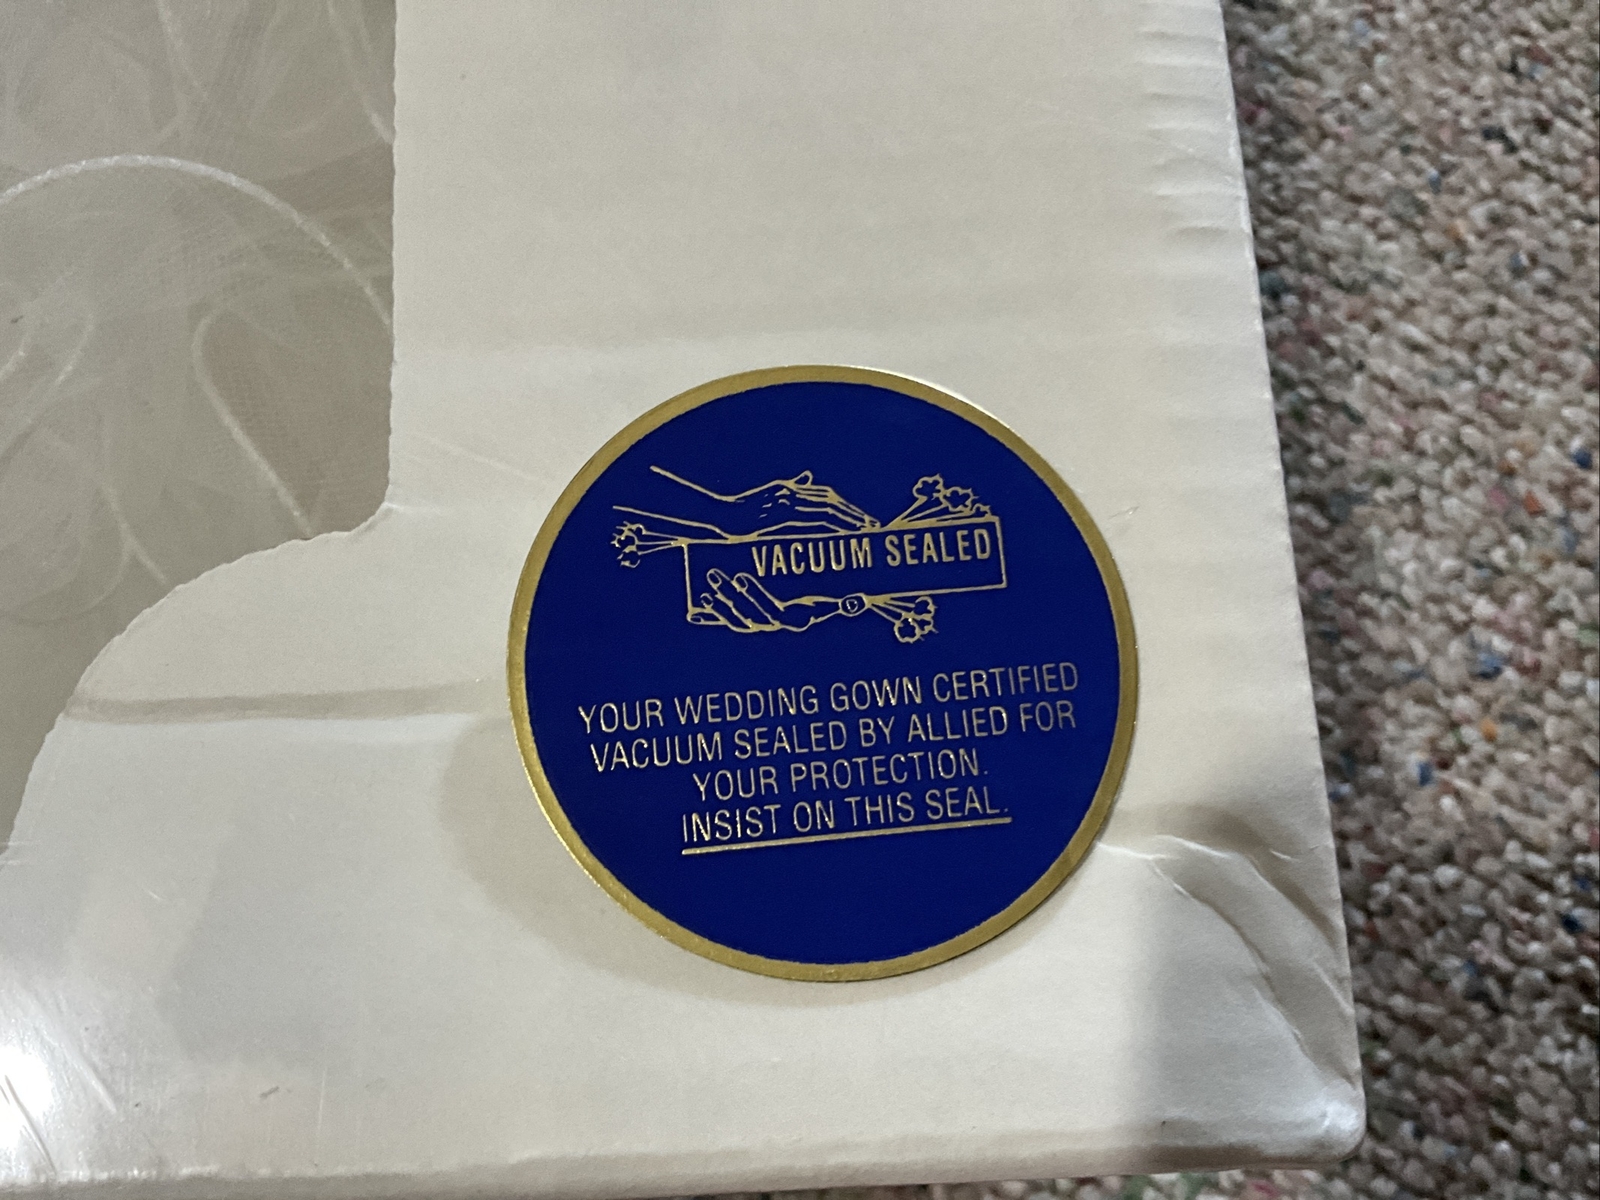 VACUUM SEALED
YOUR WEDDING GOWN CERTIFIED
VACUUM SEALED BY ALLIED FOR
YOUR PROTECTION.
INSIST ON THIS SEAL.